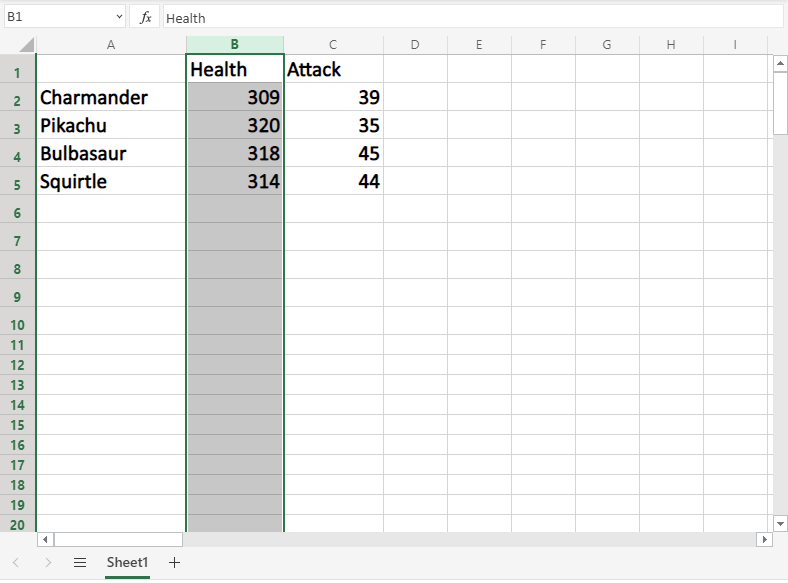 B1 fx Health
A B C D E F G H I
1 Health Attack
2 Charmander 309 39
3 Pikachu 320 35
4 Bulbasaur 318 45
5 Squirtle 314 44
6
7
8
9
10
11
12
13
14
15
16
17
18
19
20
Sheet1